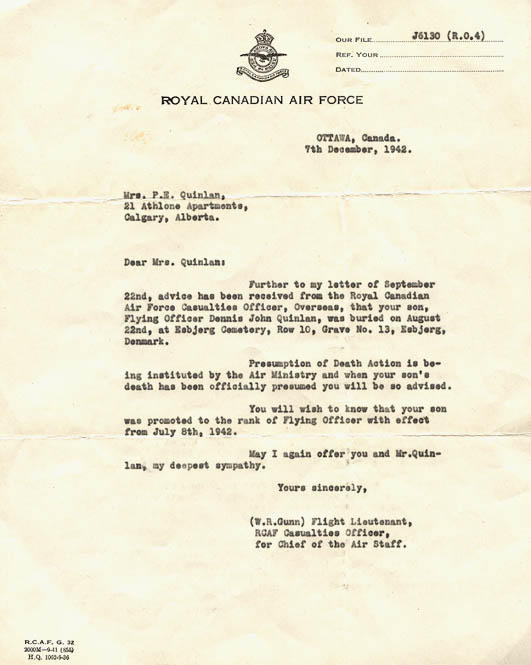 OUR FILE J6130 (R.O.4)
REF. YOUR
DATED
ROYAL CANADIAN AIR FORCE
OTTAWA, Canada.
7th December, 1942.
Mrs. P.E. Quinlan,
21 Athlone Apartments,
Calgary, Alberta.
Dear Mrs. Quinlan:
Further to my letter of September
22nd, advice has been received from the Royal Canadian
Air Force Casualties Officer, Overseas, that your son,
Flying Officer Dennis John Quinlan, was buried on August
22nd, at Esbjerg Cemetery, Row 10, Grave No. 13, Esbjerg,
Denmark.
Presumption of Death Action is be-
ing instituted by the Air Ministry and when your son's
death has been officially presumed you will be so advised.
You will wish to know that your son
was promoted to the rank of Flying Officer with effect
from July 8th, 1942.
May I again offer you and Mr.Quin-
lan, my deepest sympathy.
Yours sincerely,
(W.R.Gunn) Flight Lieutenant,
RCAF Casualties Officer,
for Chief of the Air Staff.
R.C.A.F. G. 32
2000M—9-41
H.Q. 1062-5-36